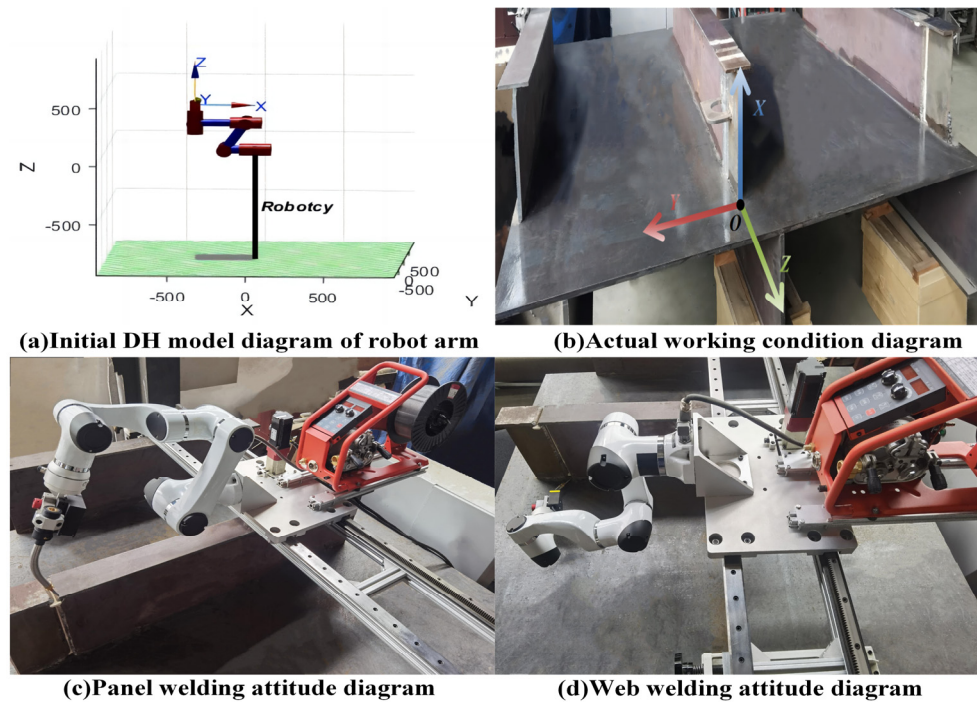 Z
Y X
500
0
-500
Z
Robotcy
-500 0 500
X
500
0
-500
Y
X
Y
O
Z
(a)Initial DH model diagram of robot arm
(b)Actual working condition diagram
(c)Panel welding attitude diagram
(d)Web welding attitude diagram